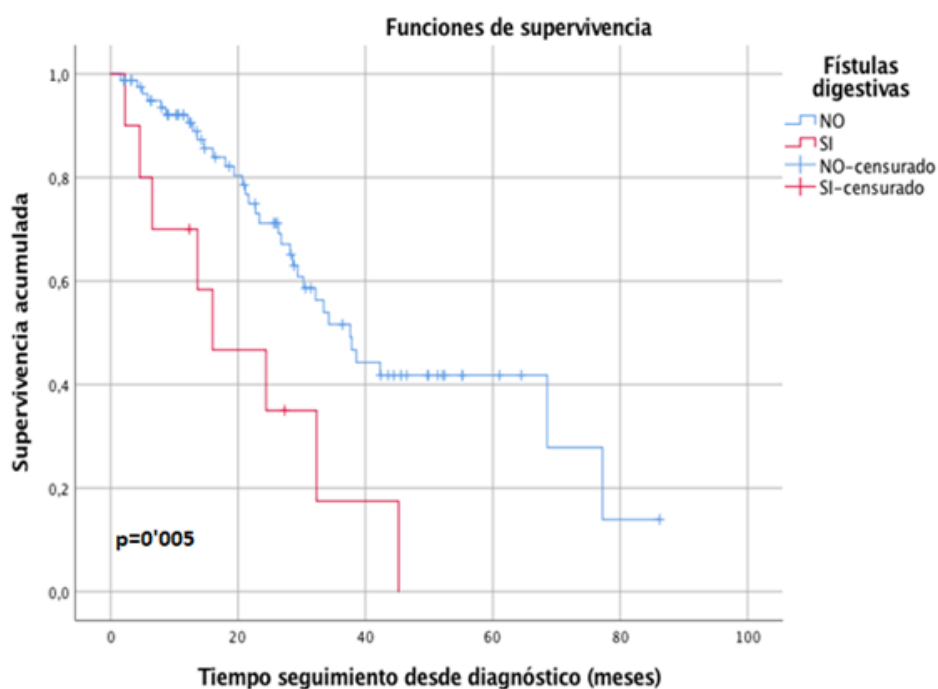 Funciones de supervivencia
Fístulas
digestivas
NO
SI
NO-censurado
SI-censurado
Supervivencia acumulada
1,0
0,8
0,6
0,4
0,2
0,0
p=0'005
0 20 40 60 80 100
Tiempo seguimiento desde diagnóstico (meses)